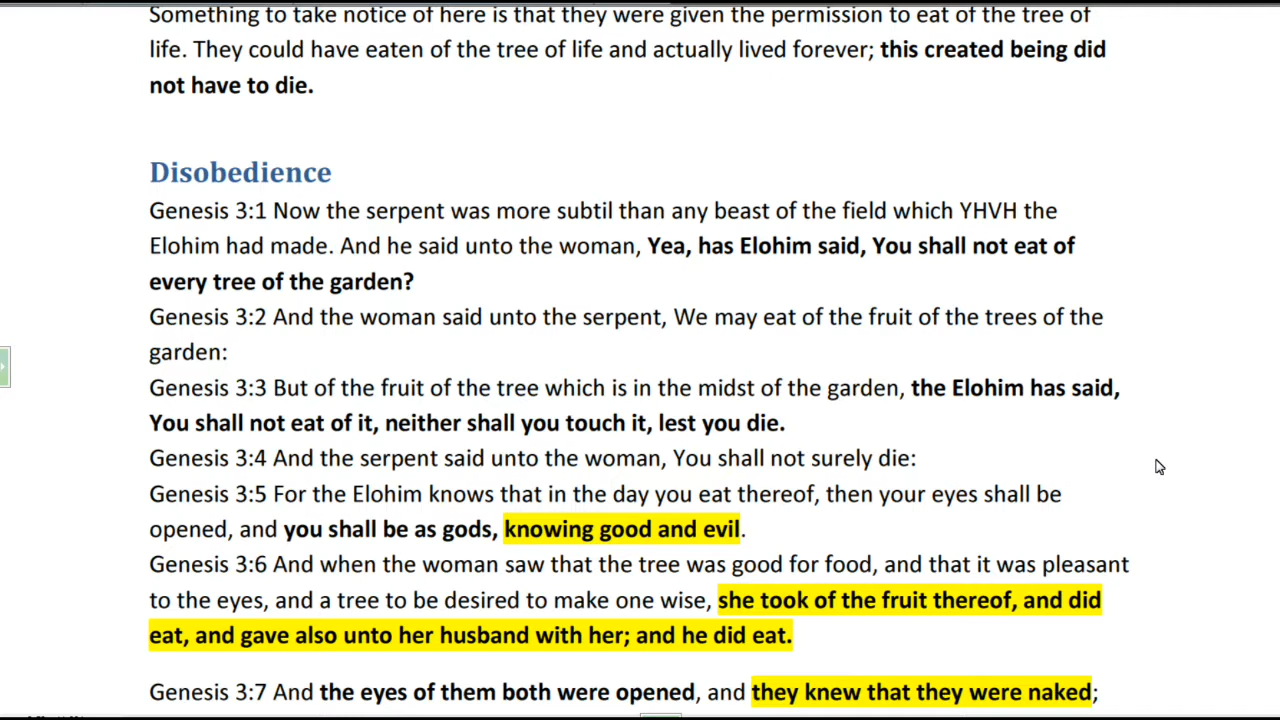 Something to take notice of here is that they were given the permission to eat of the tree of
life. They could have eaten of the tree of life and actually lived forever; this created being did
not have to die.
Disobedience
Genesis 3:1 Now the serpent was more subtil than any beast of the field which YHVH the
Elohim had made. And he said unto the woman, Yea, has Elohim said, You shall not eat of
every tree of the garden?
Genesis 3:2 And the woman said unto the serpent, We may eat of the fruit of the trees of the
garden:
Genesis 3:3 But of the fruit of the tree which is in the midst of the garden, the Elohim has said,
You shall not eat of it, neither shall you touch it, lest you die.
Genesis 3:4 And the serpent said unto the woman, You shall not surely die:
Genesis 3:5 For the Elohim knows that in the day you eat thereof, then your eyes shall be
opened, and you shall be as gods, knowing good and evil.
Genesis 3:6 And when the woman saw that the tree was good for food, and that it was pleasant
to the eyes, and a tree to be desired to make one wise, she took of the fruit thereof, and did
eat, and gave also unto her husband with her; and he did eat.
Genesis 3:7 And the eyes of them both were opened, and they knew that they were naked;